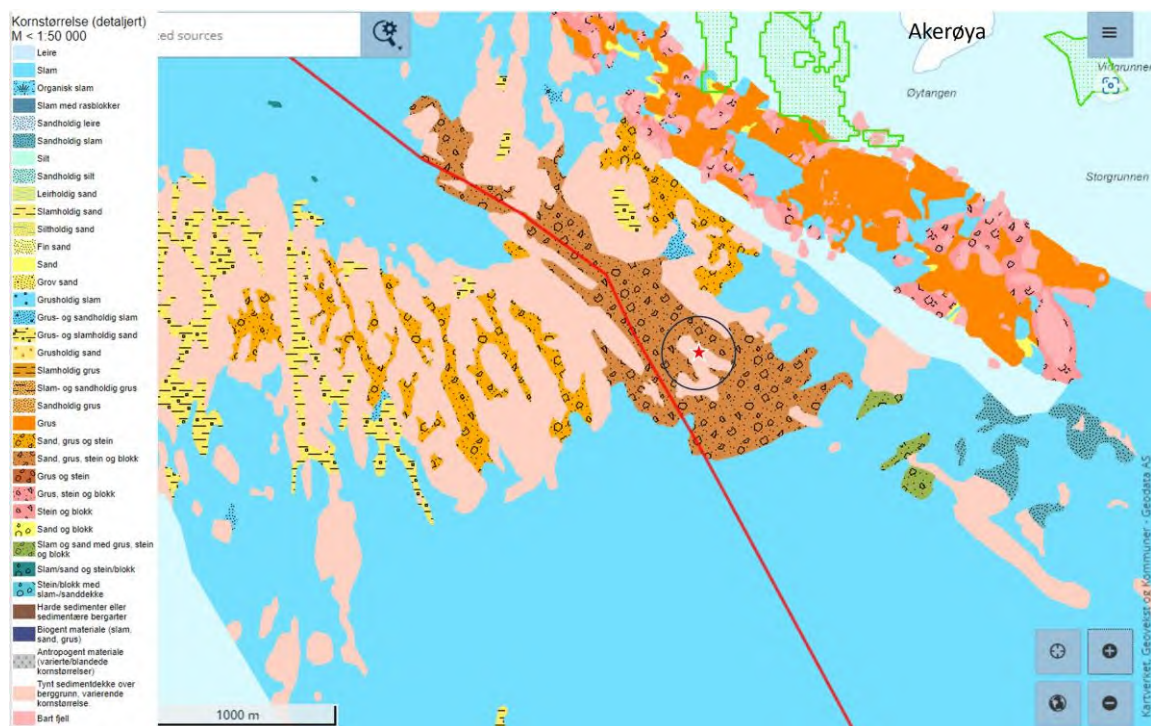 Kornstørrelse (detaljert)
M < 1:50 000
Leire
Slam
Organisk slam
Slam med rasblokker
Sandholdig leire
Sandholdig slam
Silt
Sandholdig silt
Leirholdig sand
Slamholdig sand
Siltholdig sand
Fin sand
Sand
Grov sand
Grusholdig slam
Grus- og sandholdig slam
Grus- og slamholdig sand
Grusholdig sand
Slamholdig grus
Slam- og sandholdig grus
Sandholdig grus
Grus
Sand, grus og stein
Sand, grus, stein og blokk
Grus og stein
Grus, stein og blokk
Stein og blokk
Sand og blokk
Slam og sand med grus, stein
og blokk
Slam/sand og stein/blokk
Stein/blokk med
slam-/sanddekke
Harde sedimenter eller
sedimentære bergarter
Biogent materiale (slam,
sand, grus)
Antropogent materiale
(varierte/blandede
kornstørrelser)
Tynt sedimentdekke over
berggrunn, varierende
kornstørrelse
Bart fjell
ted sources
Akerøya
Øytangen
Vidgrunnen
Storgrunnen
1000 m
Kartverket, Geovekst og Kommuner - Geodata AS